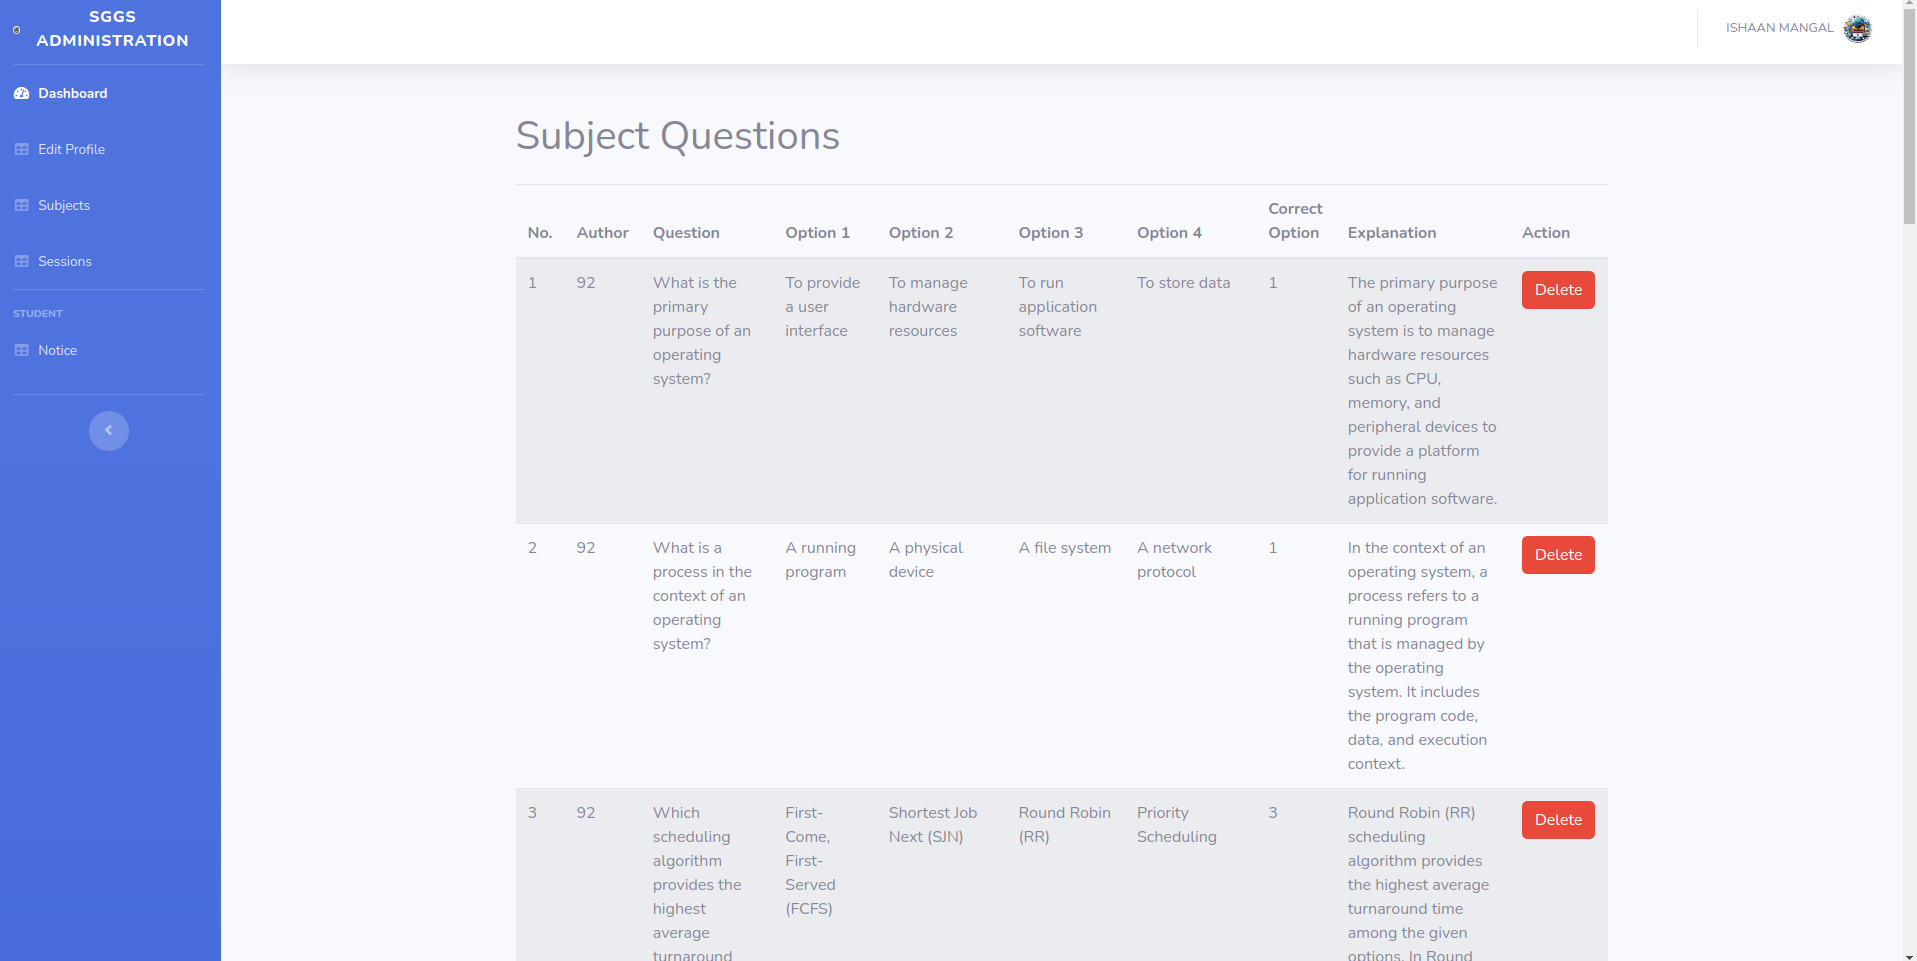 SGGS
ADMINISTRATION
Dashboard
Edit Profile
Subjects
Sessions
STUDENT
Notice
ISHAAN MANGAL
Subject Questions
No. Author Question Option 1 Option 2 Option 3 Option 4 Correct Option Explanation Action
1 92
What is the
primary
purpose of an
operating
system?
To provide
a user
interface
To manage
hardware
resources
To run
application
software
To store data
1
The primary purpose
of an operating
system is to manage
hardware resources
such as CPU,
memory, and
peripheral devices to
provide a platform
for running
application software.
Delete
2 92
What is a
process in the
context of an
operating
system?
A running
program
A physical
device
A file system
A network
protocol
1
In the context of an
operating system, a
process refers to a
running program
that is managed by
the operating
system. It includes
the program code,
data, and execution
context.
Delete
3 92
Which
scheduling
algorithm
provides the
highest
average
turnaround
First-
Come,
First-
Served
(FCFS)
Shortest Job
Next (SJN)
Round Robin
(RR)
Priority
Scheduling
3
Round Robin (RR)
scheduling
algorithm provides
the highest average
turnaround time
among the given
options. In Round
Delete